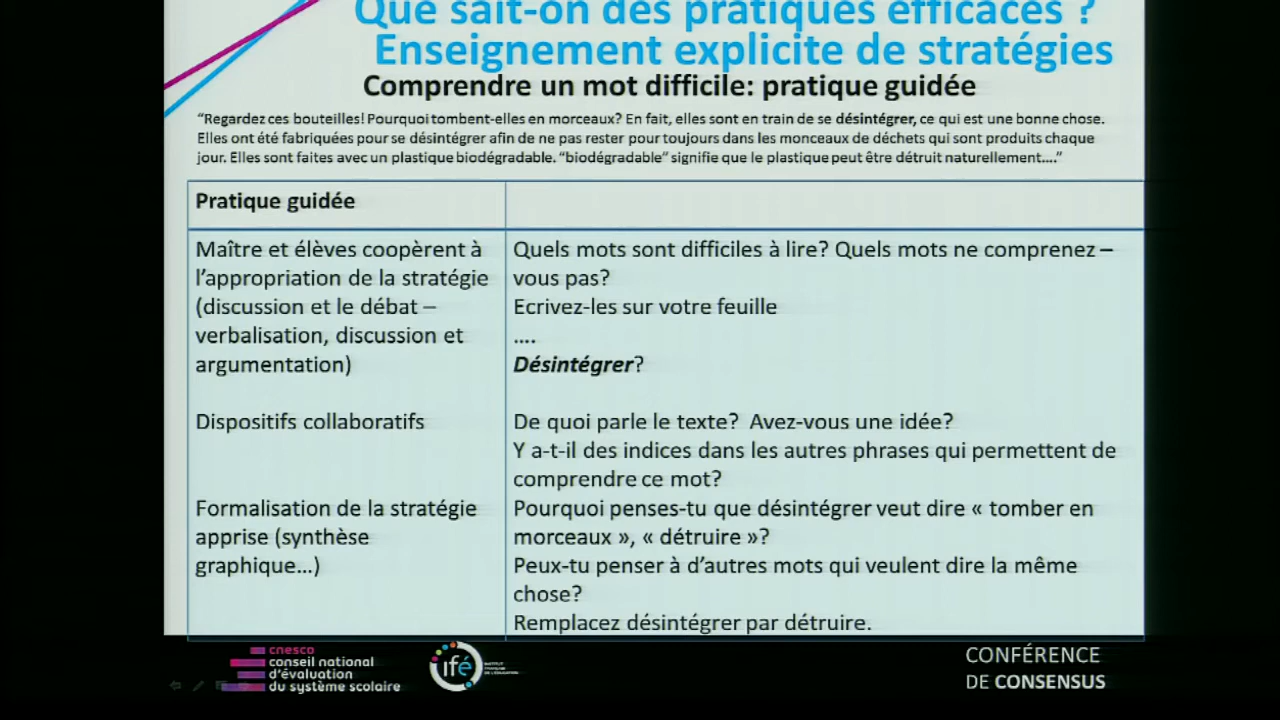 Que sait-on des pratiques efficaces ?
Enseignement explicite de stratégies
Comprendre un mot difficile: pratique guidée
“Regardez ces bouteilles! Pourquoi tombent-elles en morceaux? En fait, elles sont en train de se désintégrer, ce qui est une bonne chose.
Elles ont été fabriquées pour se désintégrer afin de ne pas rester pour toujours dans les monceaux de déchets qui sont produits chaque
jour. Elles sont faites avec un plastique biodégradable. “biodégradable” signifie que le plastique peut être détruit naturellement....”
Pratique guidée
Maître et élèves coopèrent à
l’appropriation de la stratégie
(discussion et le débat –
verbalisation, discussion et
argumentation)
Dispositifs collaboratifs
Formalisation de la stratégie
apprise (synthèse
graphique...)
Quels mots sont difficiles à lire? Quels mots ne comprenez –
vous pas?
Ecrivez-les sur votre feuille
....
Désintégrer?
De quoi parle le texte? Avez-vous une idée?
Y a-t-il des indices dans les autres phrases qui permettent de
comprendre ce mot?
Pourquoi penses-tu que désintégrer veut dire « tomber en
morceaux », « détruire »?
Peux-tu penser à d’autres mots qui veulent dire la même
chose?
Remplacez désintégrer par détruire.
cnesco
conseil national
d'évaluation
du système scolaire
ifé
INSTITUT
FRANÇAIS
DE L'ÉDUCATION
CONFÉRENCE
DE CONSENSUS